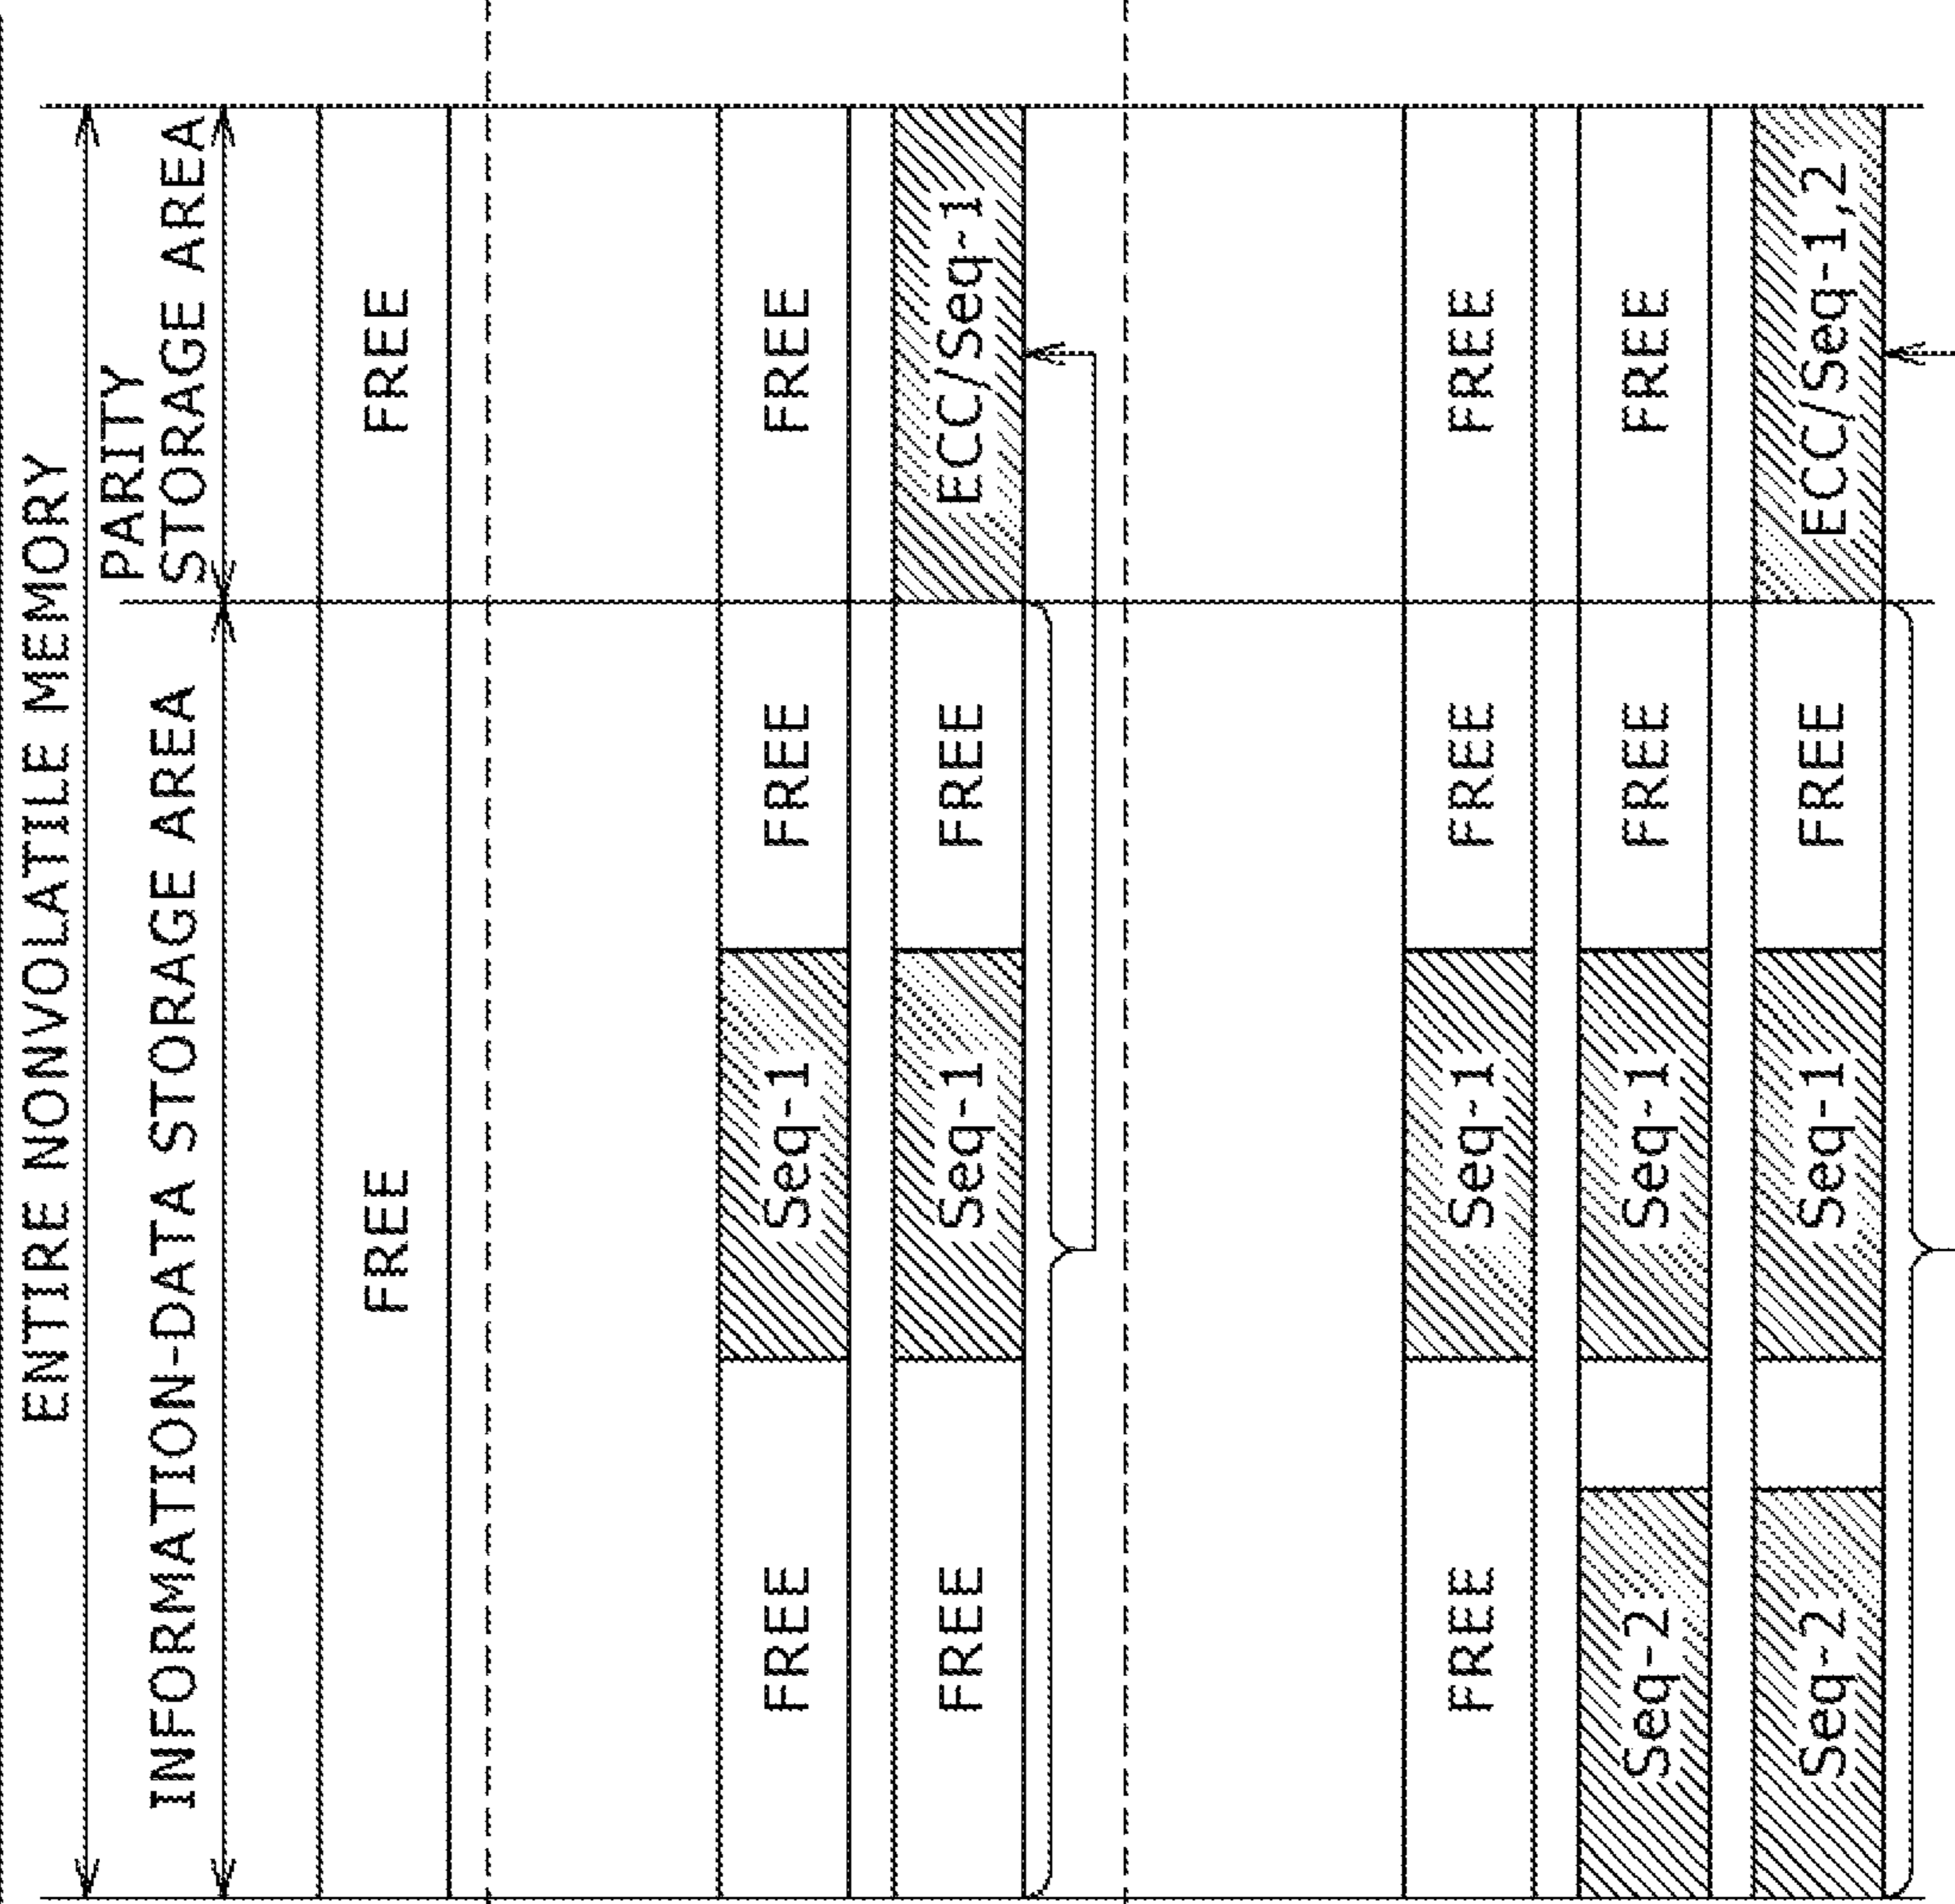 ENTIRE NONVOLATILE MEMORY
INFORMATION-DATA STORAGE AREA
PARITY
STORAGE AREA
FREE
FREE
FREE
Seq-1
FREE
FREE
FREE
Seq-1
FREE
ECC/Seq-1
FREE
Seq-1
FREE
FREE
Seq-2
Seq-1
FREE
FREE
Seq-2
Seq-1
FREE
ECC/Seq-1,2